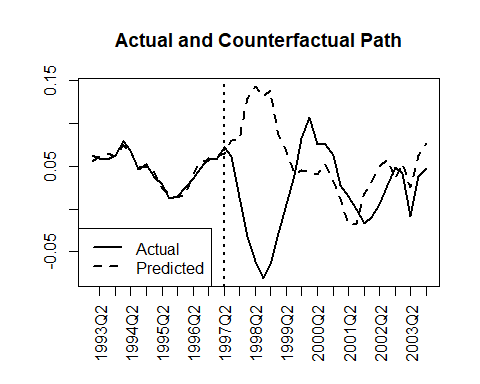 Actual and Counterfactual Path
0.15
0.05
-0.05
Actual
Predicted
1993Q2
1994Q2
1995Q2
1996Q2
1997Q2
1998Q2
1999Q2
2000Q2
2001Q2
2002Q2
2003Q2